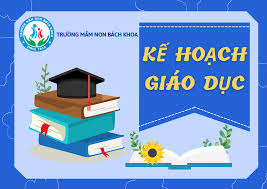 TRƯỜNG MẦM NON BÁCH KHOA
KẾ HOẠCH
GIÁO DỤC